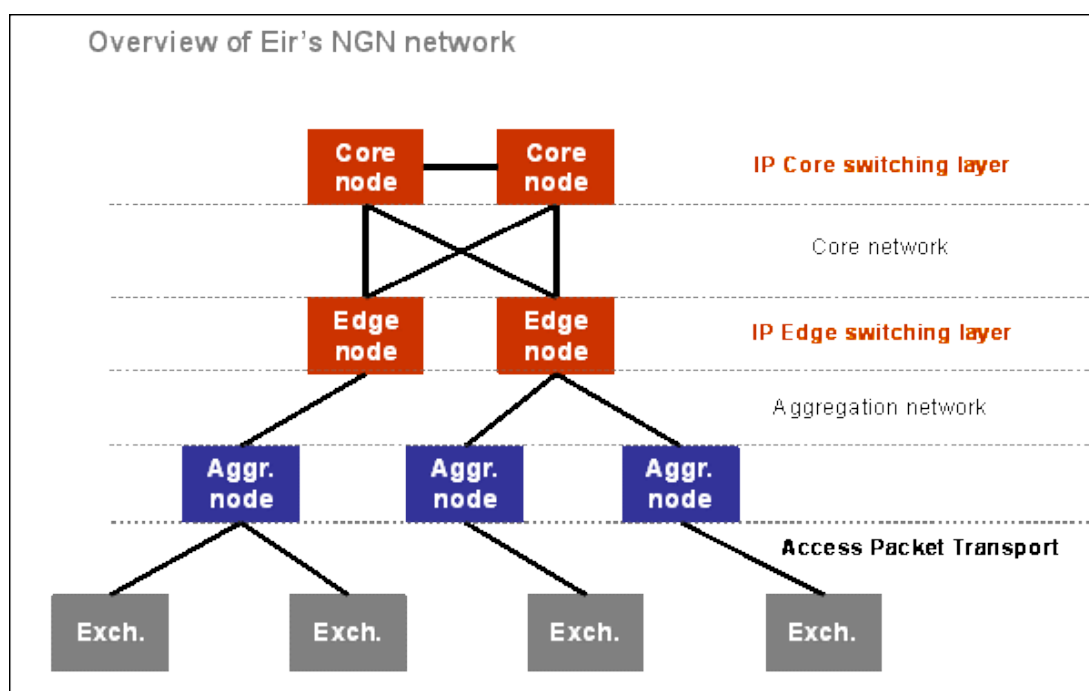 Overview of Eir's NGN network
Core
node
Core
node
IP Core switching layer
Core network
Edge
node
Edge
node
IP Edge switching layer
Aggregation network
Aggr.
node
Aggr.
node
Aggr.
node
Access Packet Transport
Exch.
Exch.
Exch.
Exch.